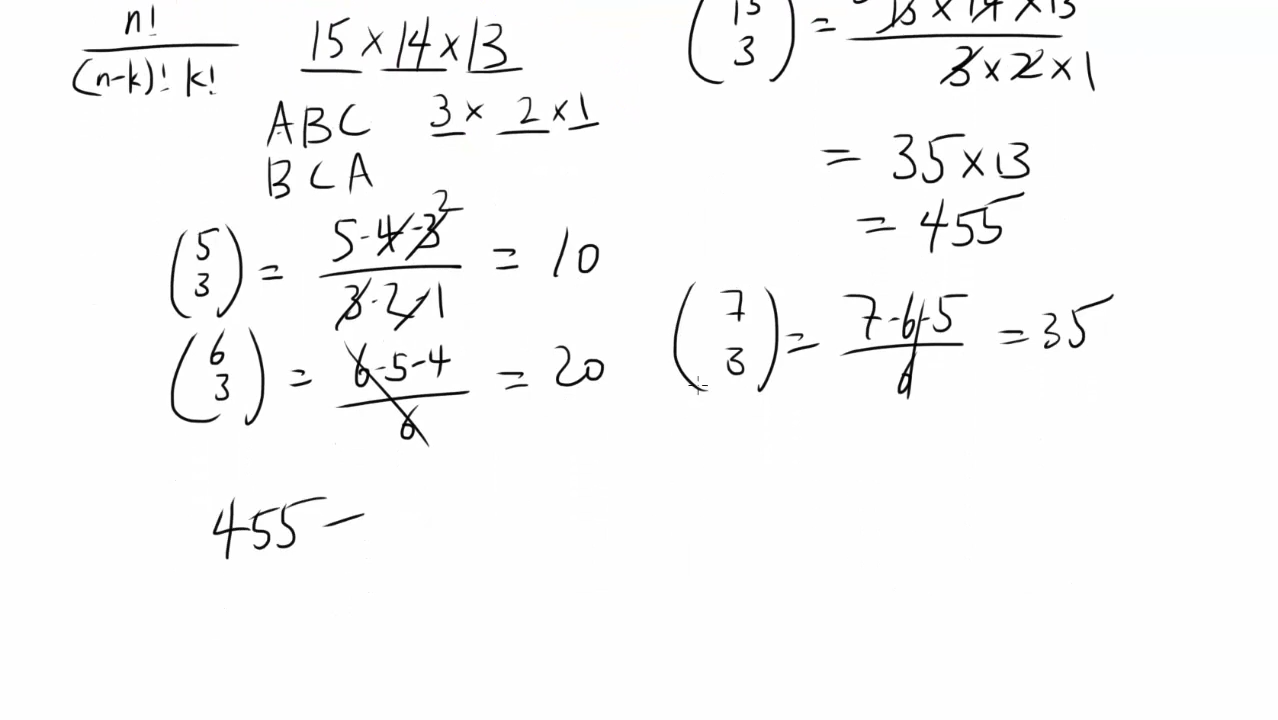 n!
(n-k)! k!
15 × 14 × 13
ABC 3 × 2 × 1
BCA
(5 3) = 5·4·3 2 / 3·2·1 = 10
(6 3) = 6·5·4 / 6 = 20
455 −
(15 3) = 15 × 14 × 13 / 3 × 2 × 1
= 35 × 13
= 455
(7 3) = 7·6·5 / 6 = 35